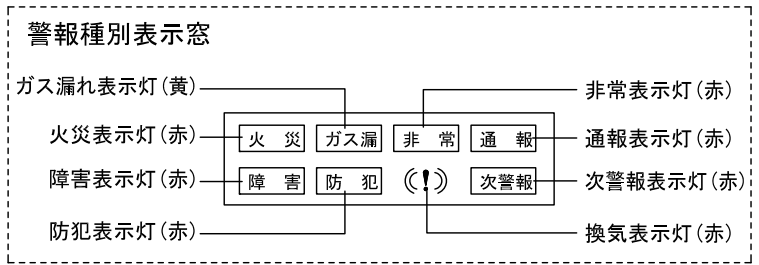 警報種別表示窓
ガス漏れ表示灯(黄)
非常表示灯(赤)
火災表示灯(赤)
火 災
ガス漏
非 常
通 報
通報表示灯(赤)
障害表示灯(赤)
障 害
防 犯
((!))
次警報
次警報表示灯(赤)
防犯表示灯(赤)
換気表示灯(赤)